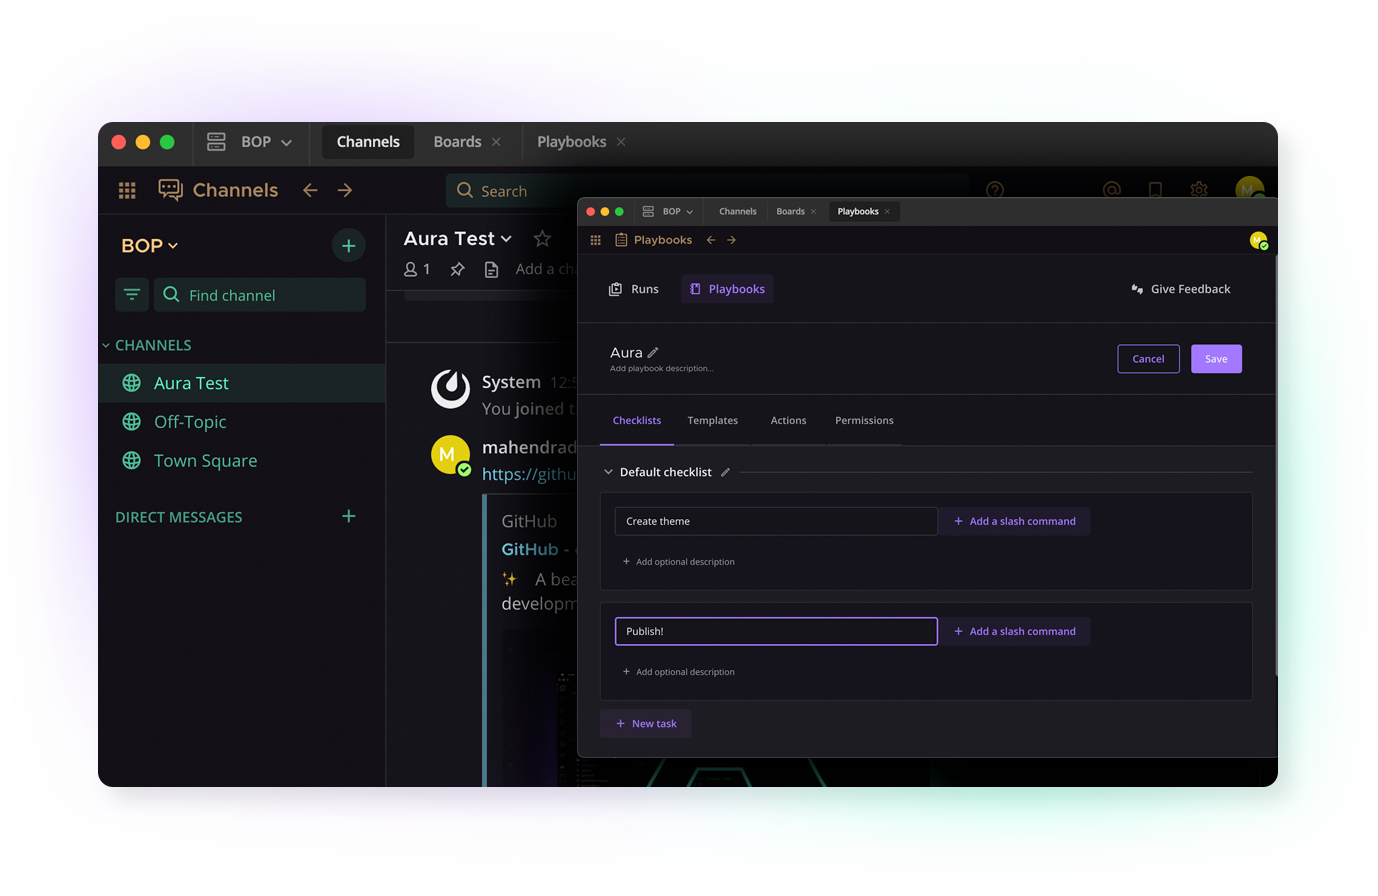 BOP
Channels
Boards
Playbooks
Channels
Search
BOP
Find channel
CHANNELS
Aura Test
Off-Topic
Town Square
DIRECT MESSAGES
Aura Test
1
Add a
System 12:
You joined
mahendrad
https://githu
GitHub
GitHub -
✨ A bea
developm
M
M
BOP
Channels
Boards
Playbooks
Playbooks
M
Runs
Playbooks
Give Feedback
Aura
Add playbook description...
Cancel
Save
Checklists
Templates
Actions
Permissions
Default checklist
Create theme
+ Add a slash command
+ Add optional description
Publish!
+ Add a slash command
+ Add optional description
+ New task